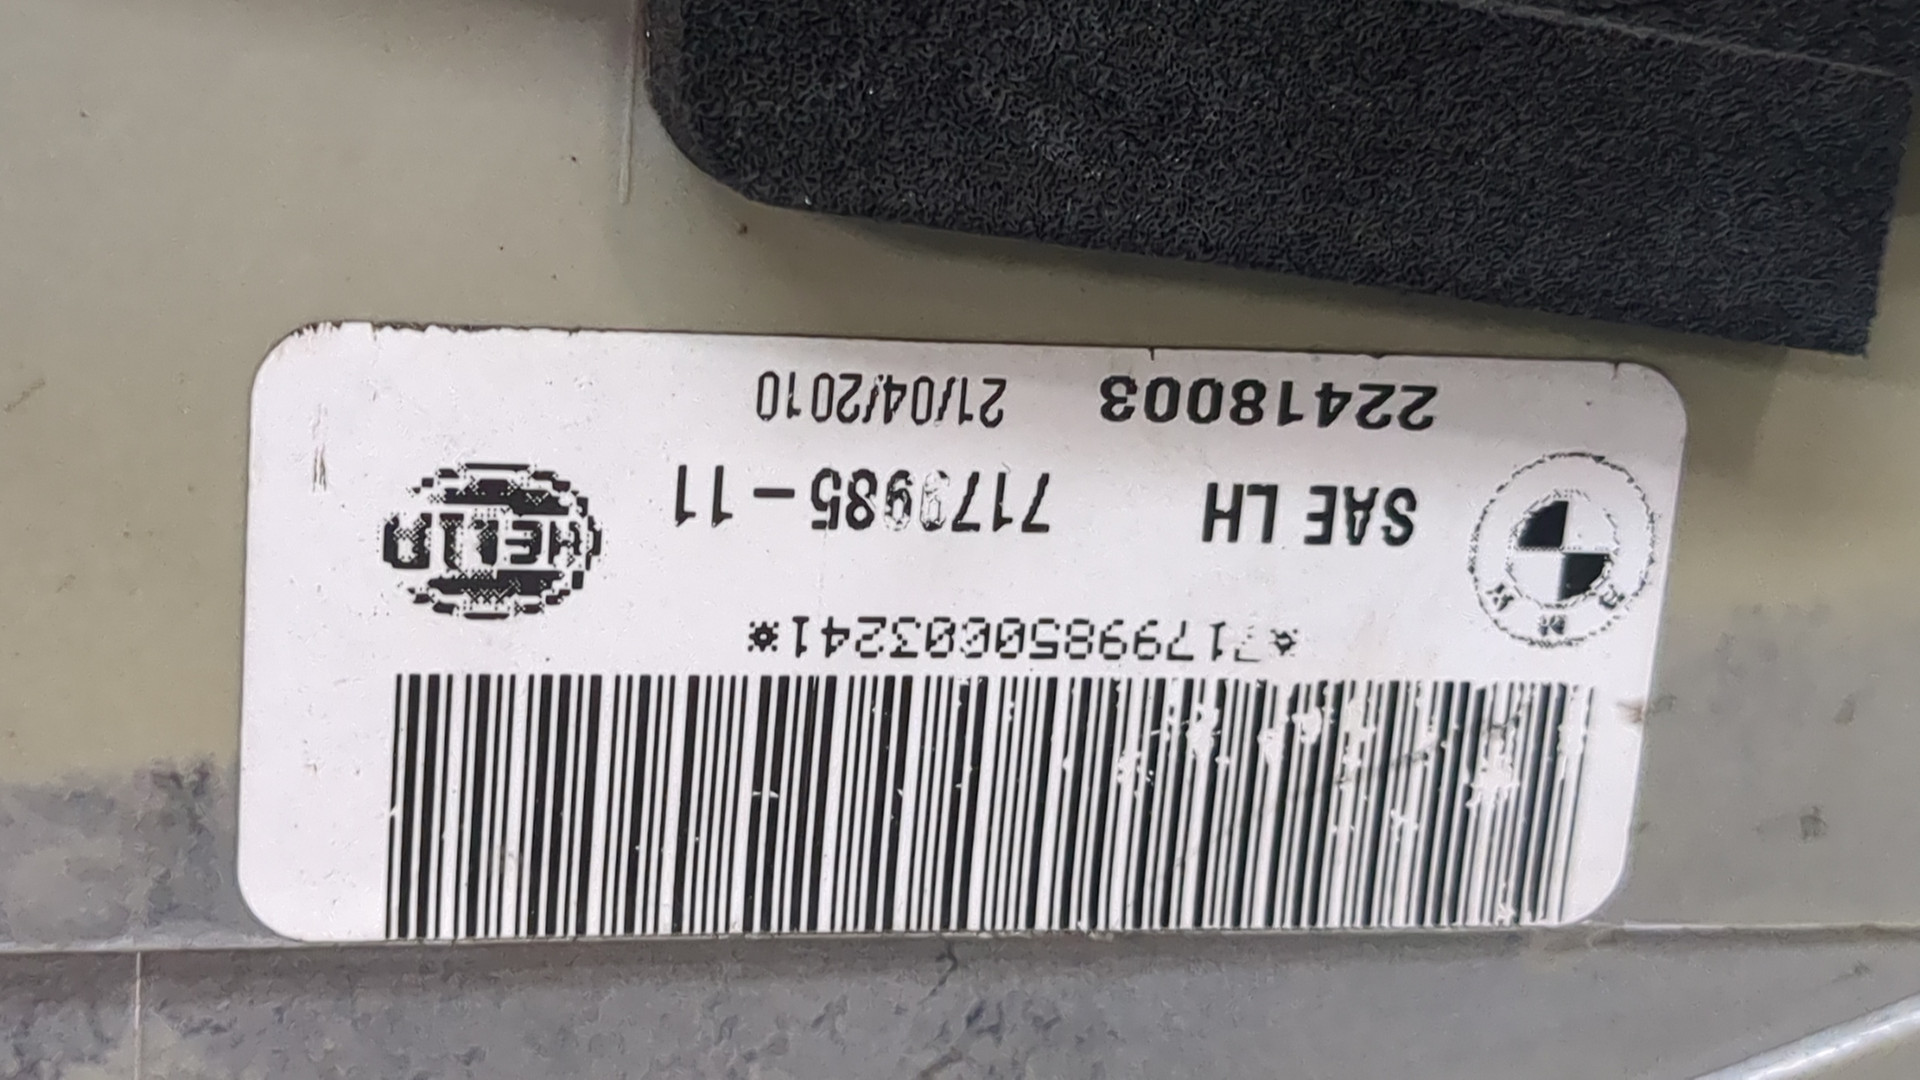 BMW
SAE LH 7179985-11
HELLA
22418003 21/04/2010